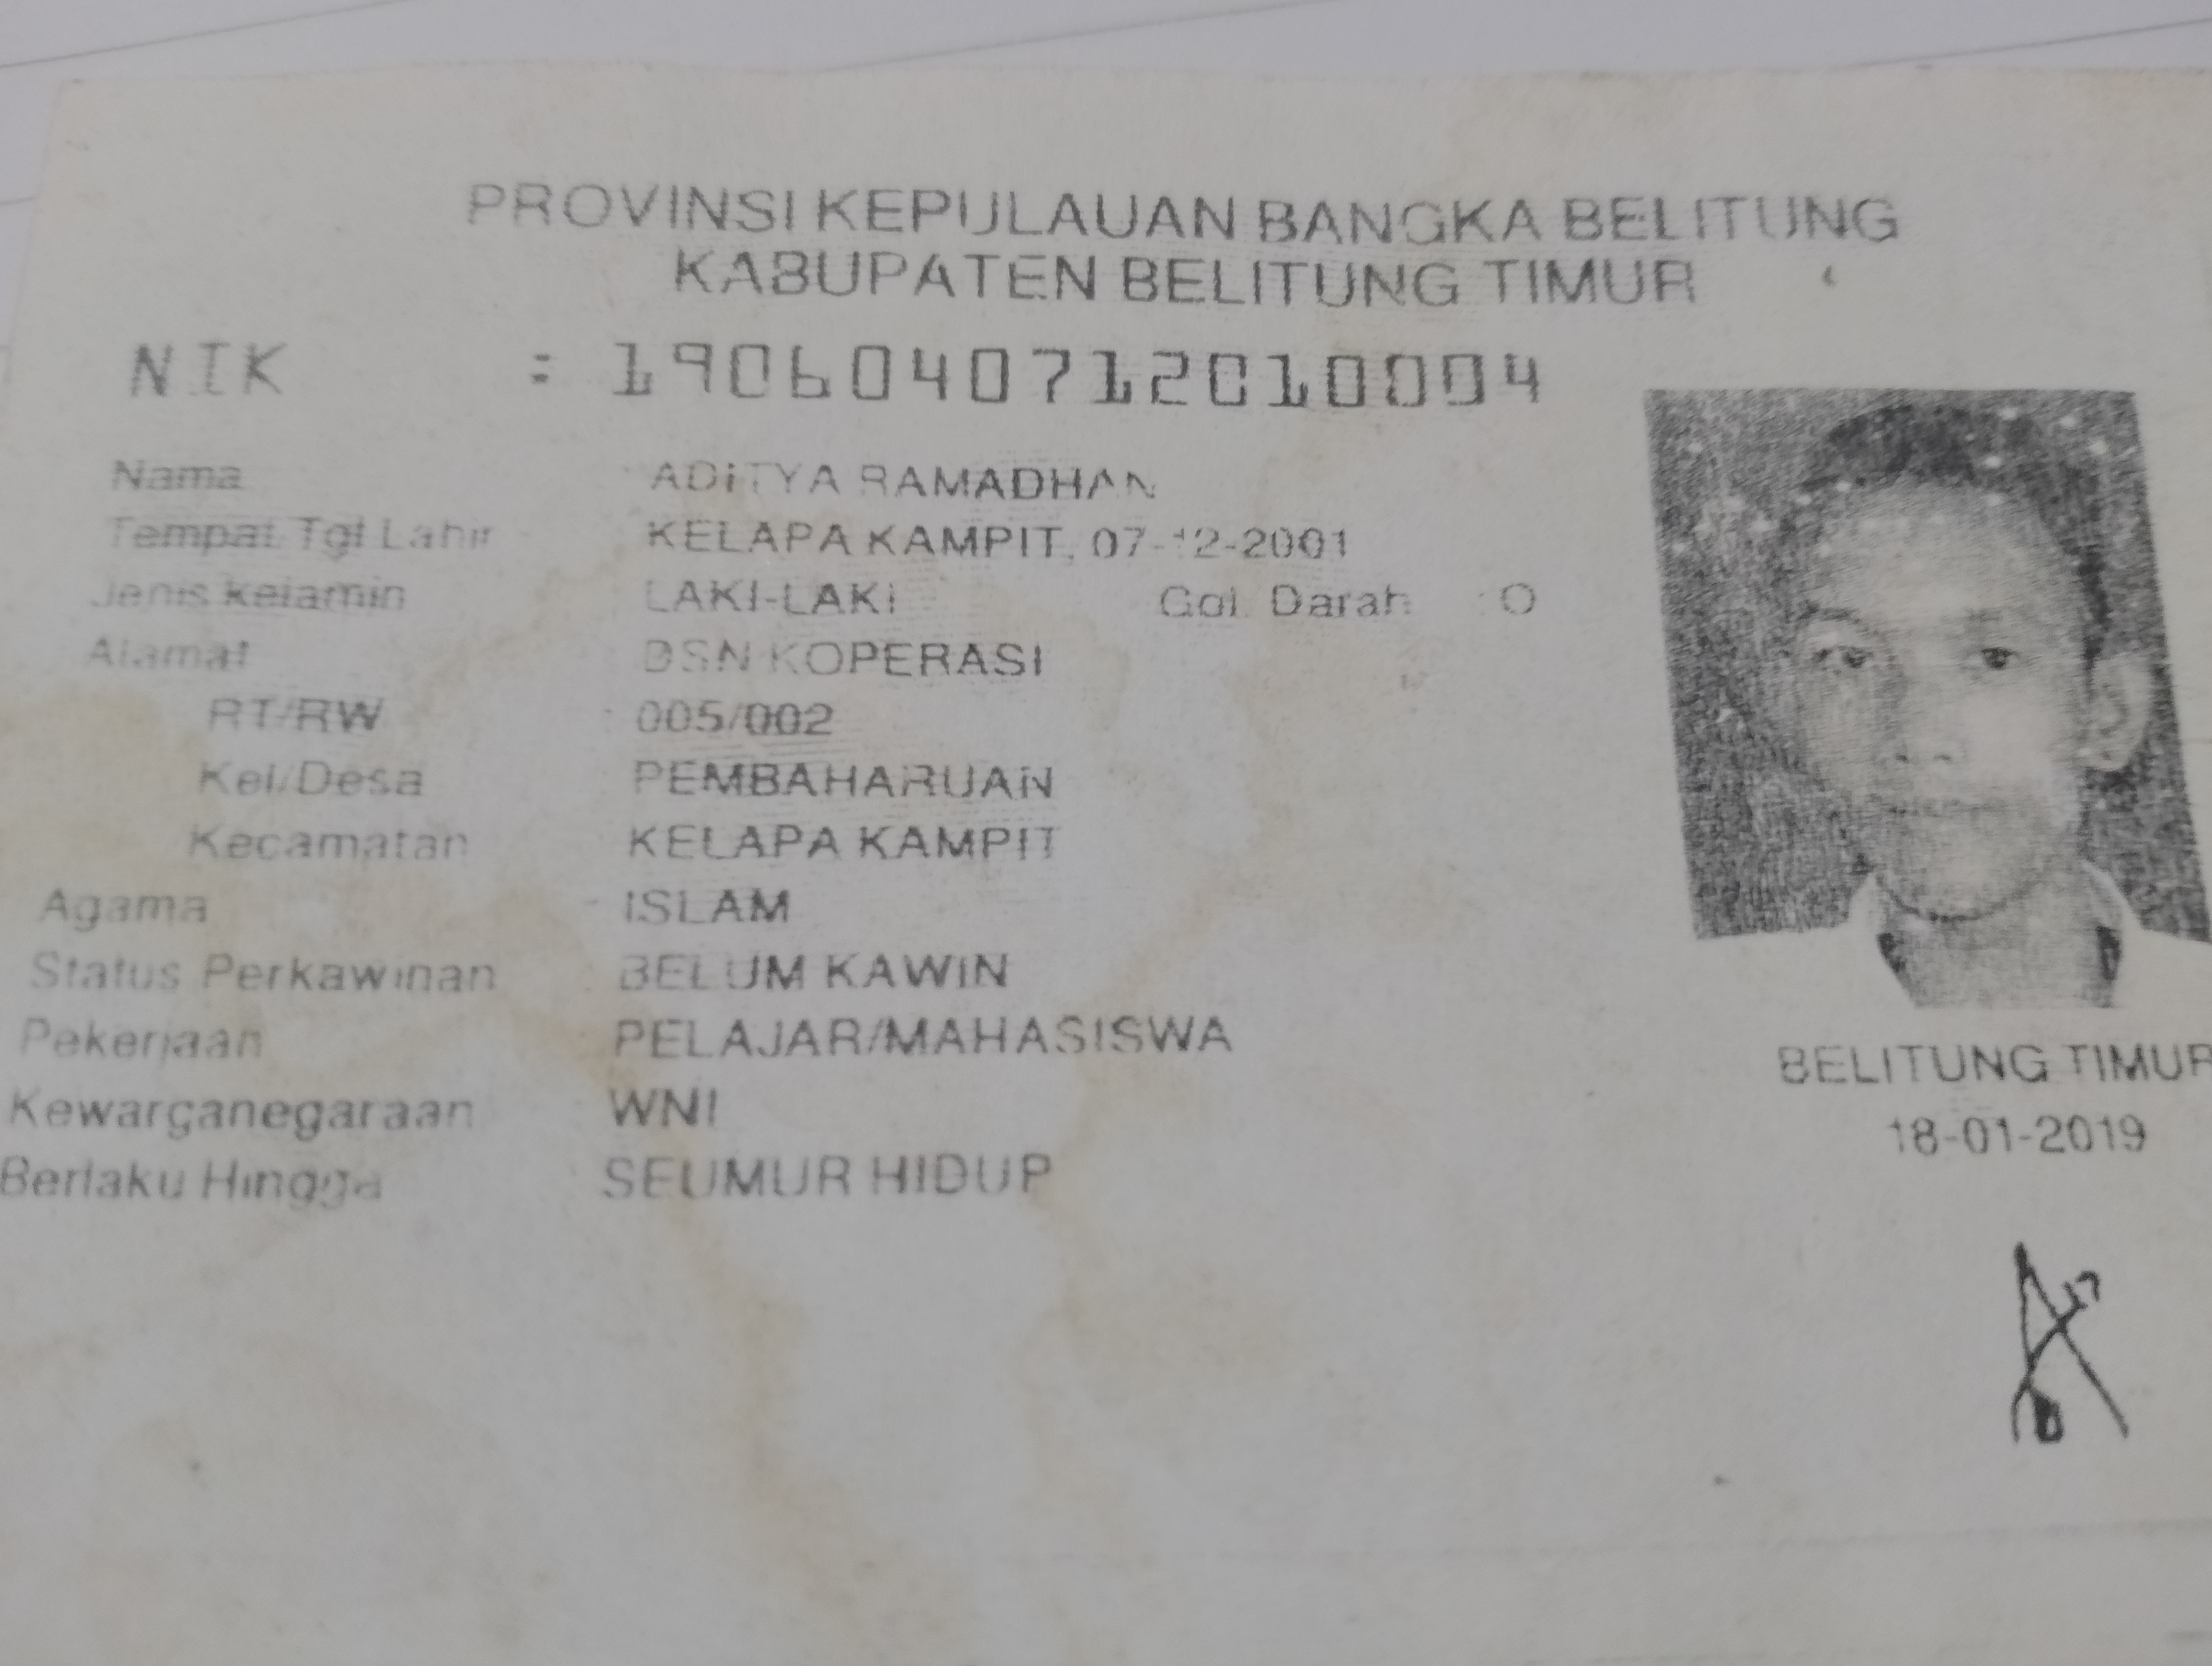 PROVINSI KEPULAUAN BANGKA BELITUNG
KABUPATEN BELITUNG TIMUR
NIK : 1906040712010004
Nama ADITYA RAMADHAN
Tempat Tgl Lahir KELAPA KAMPIT, 07-12-2001
Jenis kelamin LAKI-LAKI Gol. Darah : O
Alamat DSN KOPERASI
RT/RW : 005/002
Kel/Desa PEMBAHARUAN
Kecamatan KELAPA KAMPIT
Agama ISLAM
Status Perkawinan BELUM KAWIN
Pekerjaan PELAJAR/MAHASISWA
Kewarganegaraan WNI
Berlaku Hingga SEUMUR HIDUP
BELITUNG TIMUR
18-01-2019